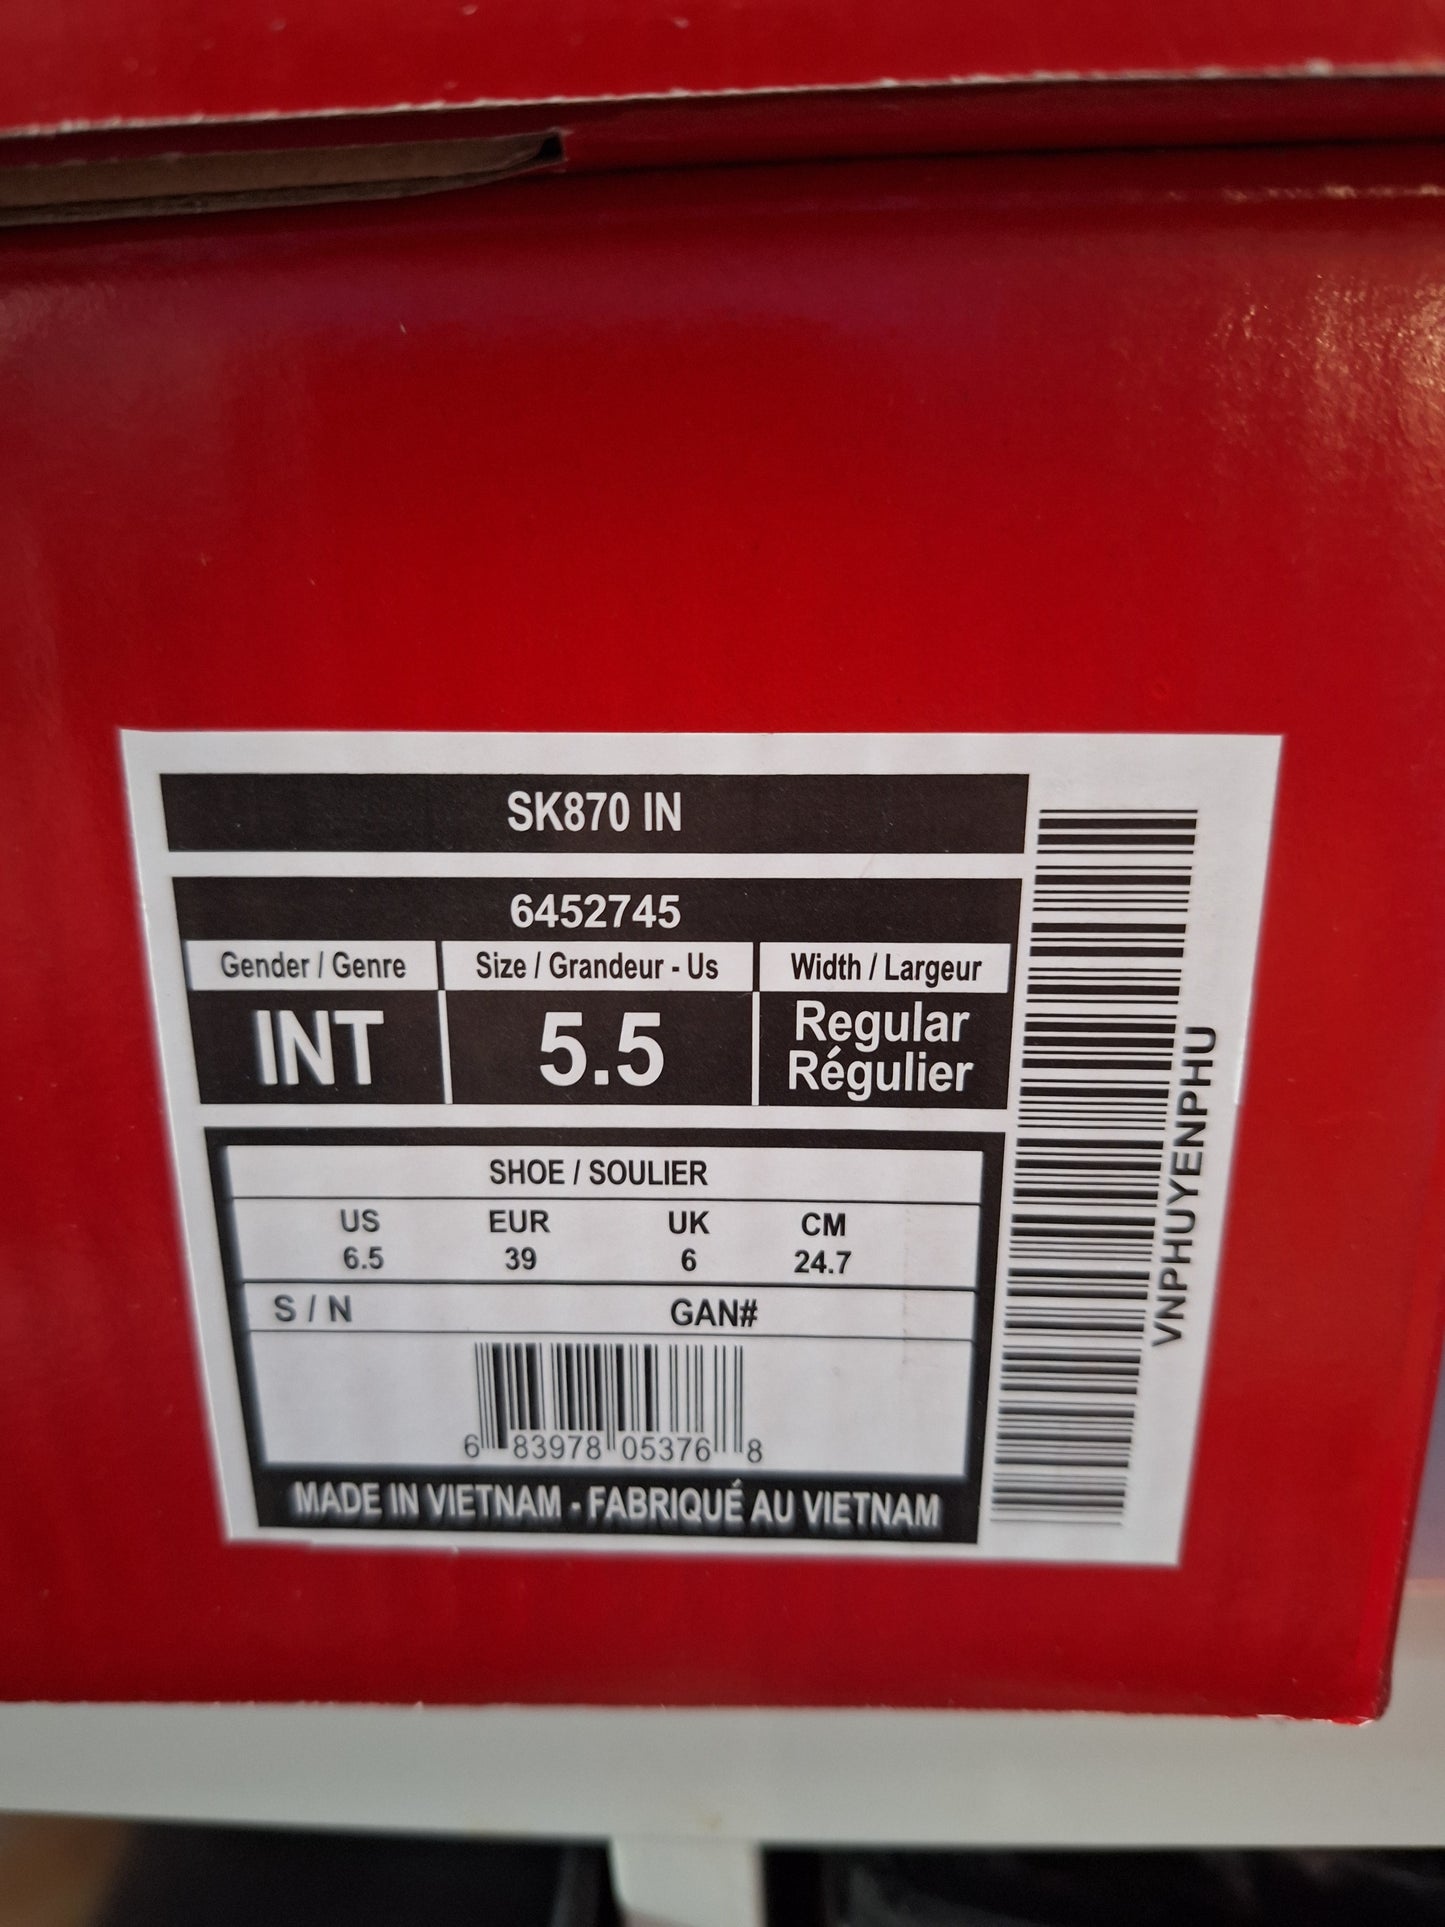 SK870 IN
6452745
Gender / Genre
Size / Grandeur - Us
Width / Largeur
INT
5.5
Regular
Régulier
SHOE / SOULIER
US EUR UK CM
6.5 39 6 24.7
S / N GAN#
6 83978 05376 8
MADE IN VIETNAM - FABRIQUÉ AU VIETNAM
VNPHUYENPHU